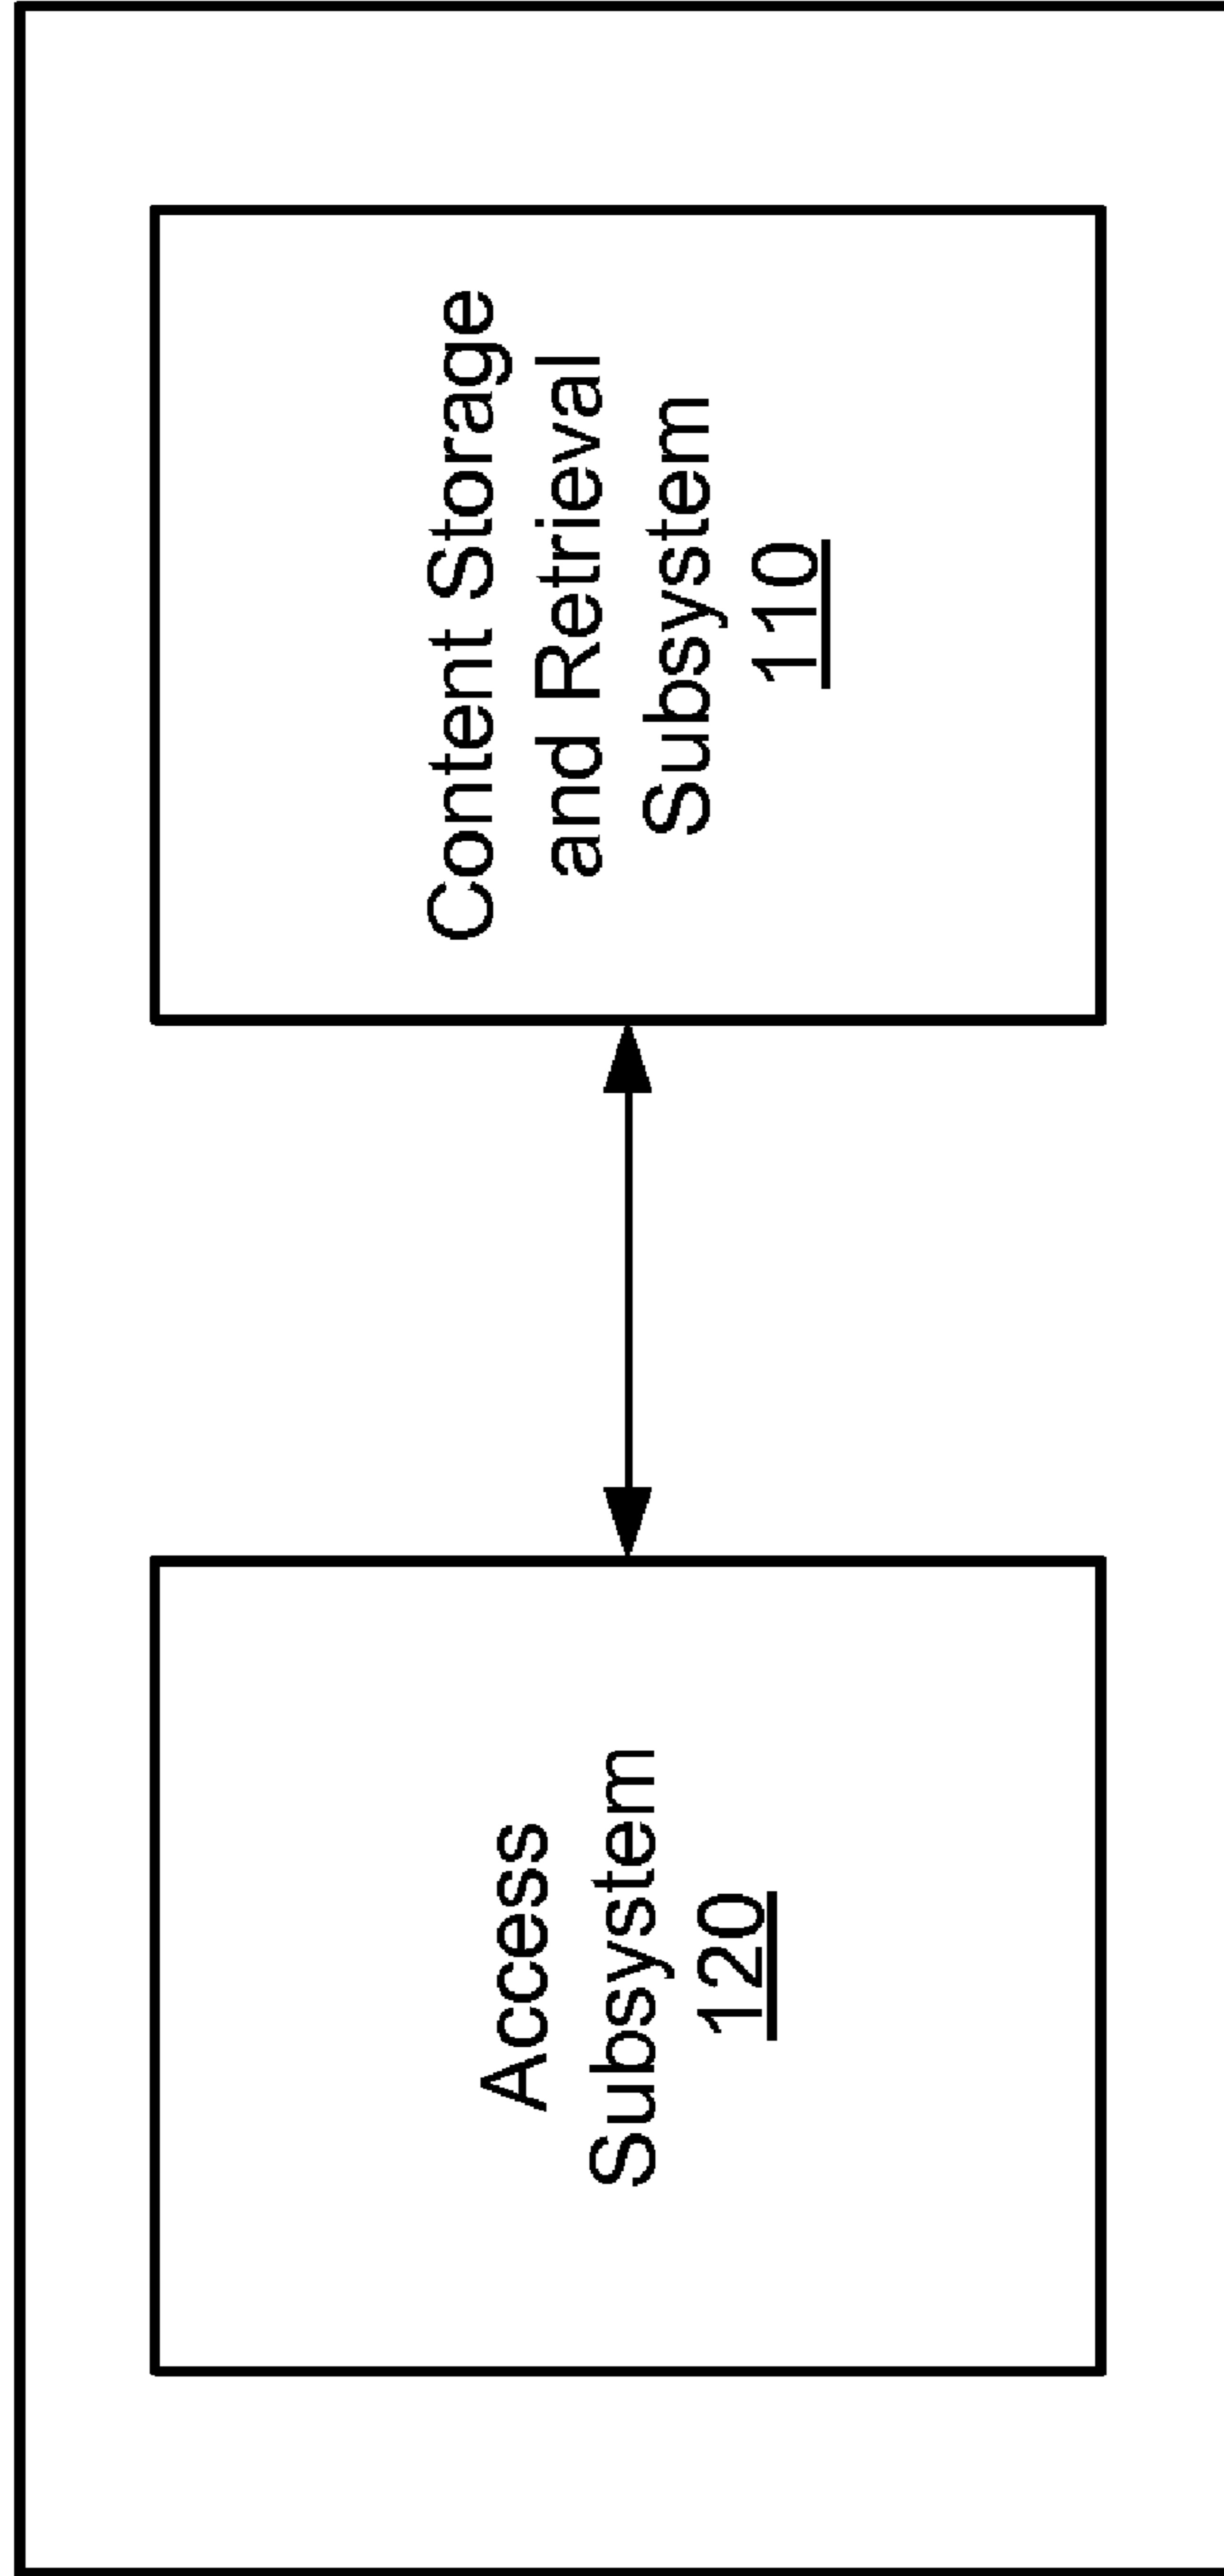 Access
Subsystem
120
Content Storage
and Retrieval
Subsystem
110